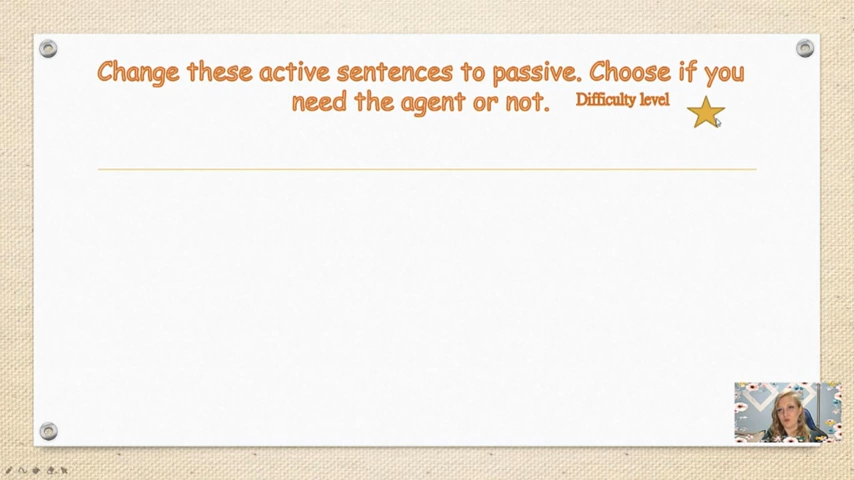 Change these active sentences to passive. Choose if you
need the agent or not. Difficulty level